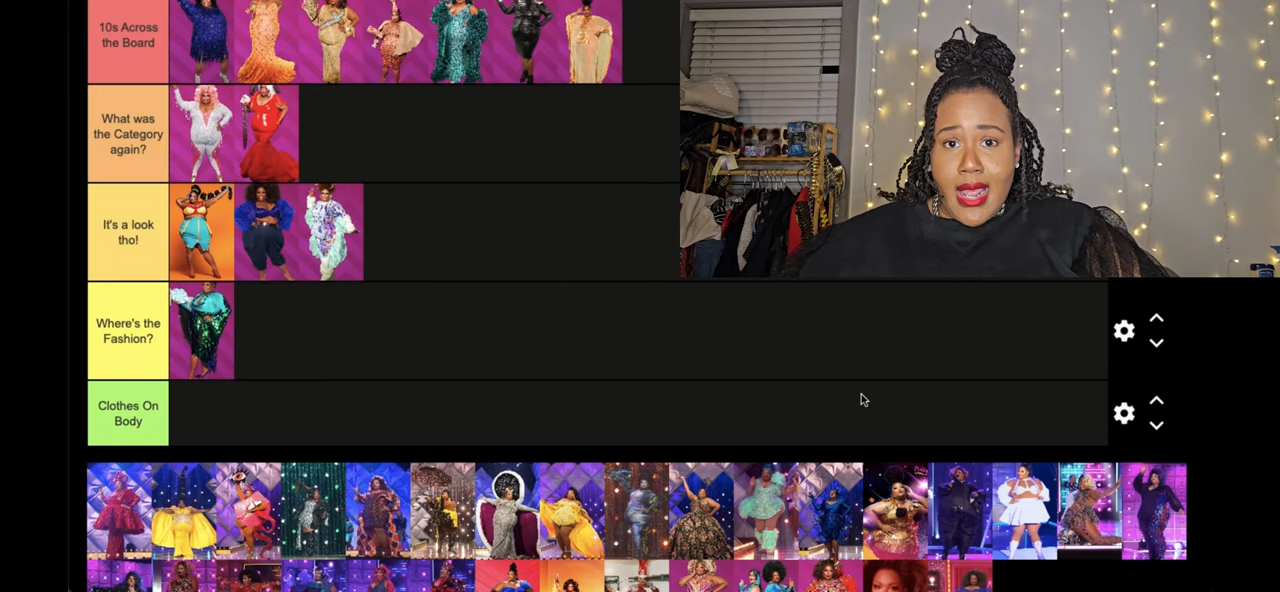 10s Across
the Board
What was
the Category
again?
It's a look
tho!
Where's the
Fashion?
Clothes On
Body